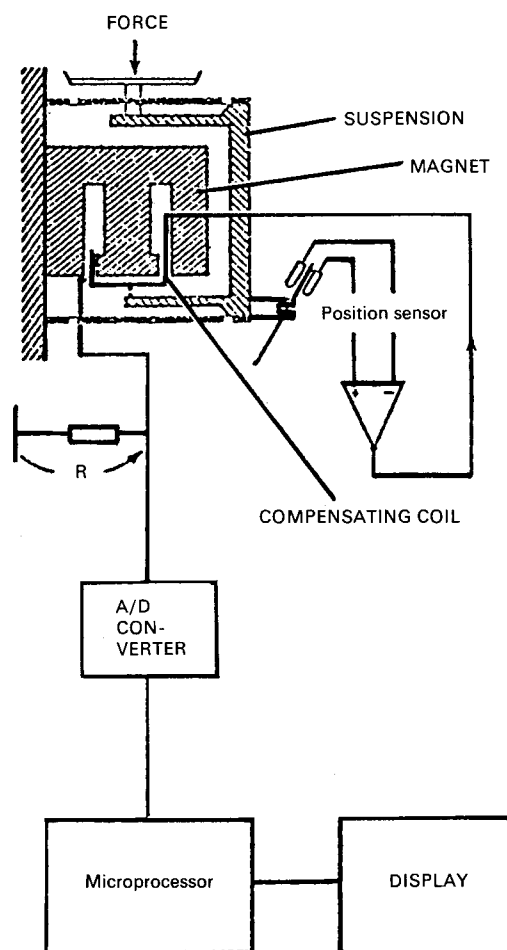 FORCE
SUSPENSION
MAGNET
Position sensor
+ −
R
COMPENSATING COIL
A/D
CON-
VERTER
Microprocessor
DISPLAY